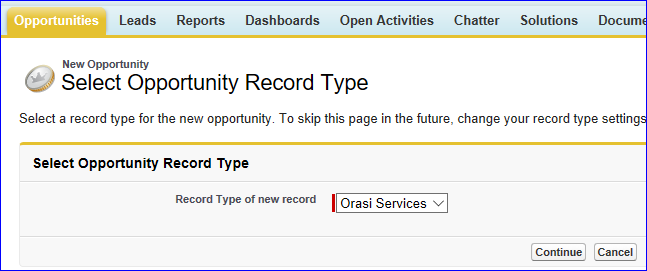 Opportunities Leads Reports Dashboards Open Activities Chatter Solutions Docume
New Opportunity
Select Opportunity Record Type
Select a record type for the new opportunity. To skip this page in the future, change your record type settings
Select Opportunity Record Type
Record Type of new record Orasi Services
Continue Cancel